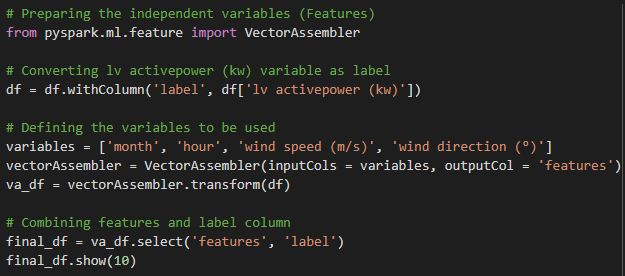 # Preparing the independent variables (Features)
from pyspark.ml.feature import VectorAssembler
# Converting lv activepower (kw) variable as label
df = df.withColumn('label', df['lv activepower (kw)'])
# Defining the variables to be used
variables = ['month', 'hour', 'wind speed (m/s)', 'wind direction (°)']
vectorAssembler = VectorAssembler(inputCols = variables, outputCol = 'features')
va_df = vectorAssembler.transform(df)
# Combining features and label column
final_df = va_df.select('features', 'label')
final_df.show(10)